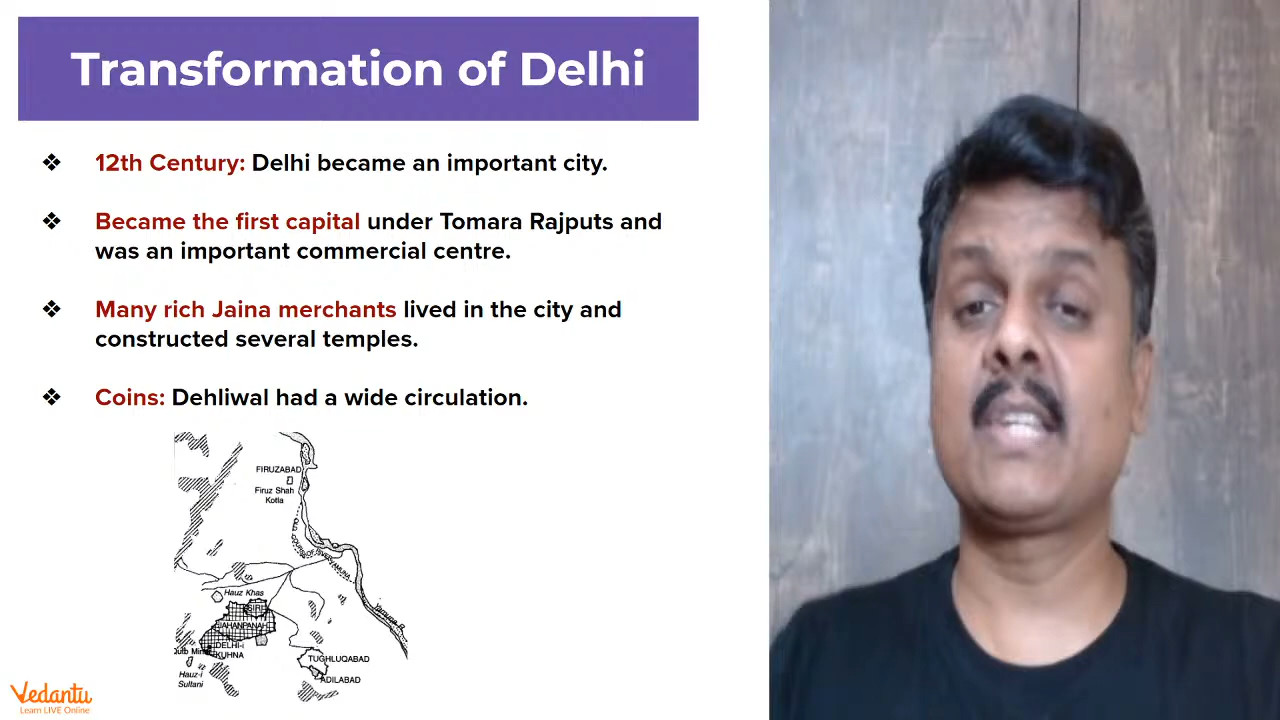 Transformation of Delhi
❖ 12th Century: Delhi became an important city.
❖ Became the first capital under Tomara Rajputs and
was an important commercial centre.
❖ Many rich Jaina merchants lived in the city and
constructed several temples.
❖ Coins: Dehliwal had a wide circulation.
FIRUZABAD
Firuz Shah
Kotla
Hauz Khas
SIRI
JAHANPANAH
DELHI-I
KUHNA
Yamuna R.
TUGHLUQABAD
ADILABAD
Hauz-i
Sultani
Vedantu
Learn LIVE Online